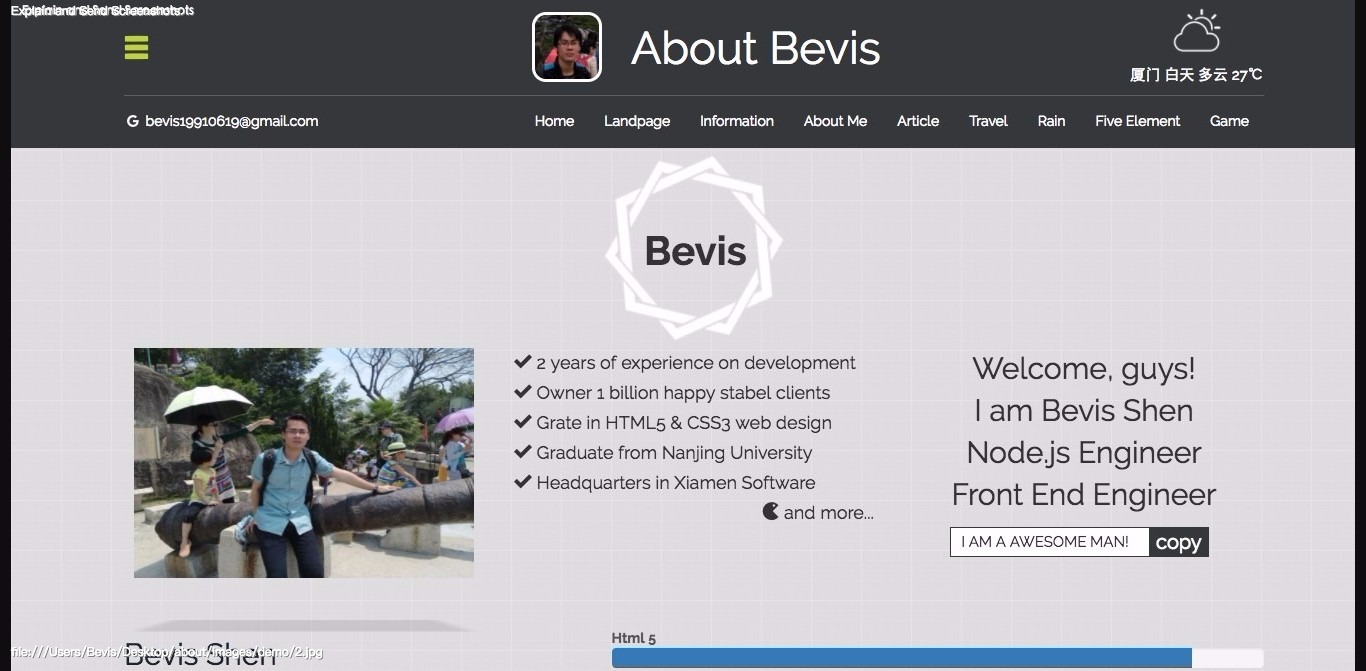 Explain and Send Screenshots
About Bevis
厦门 白天 多云 27℃
bevis19910619@gmail.com
Home Landpage Information About Me Article Travel Rain Five Element Game
Bevis
2 years of experience on development
Owner 1 billion happy stabel clients
Grate in HTML5 & CSS3 web design
Graduate from Nanjing University
Headquarters in Xiamen Software
and more...
Welcome, guys!
I am Bevis Shen
Node.js Engineer
Front End Engineer
I AM A AWESOME MAN!
copy
Html 5
Bevis Shen
file:///Users/Bevis/Desktop/about/images/demo/2.jpg